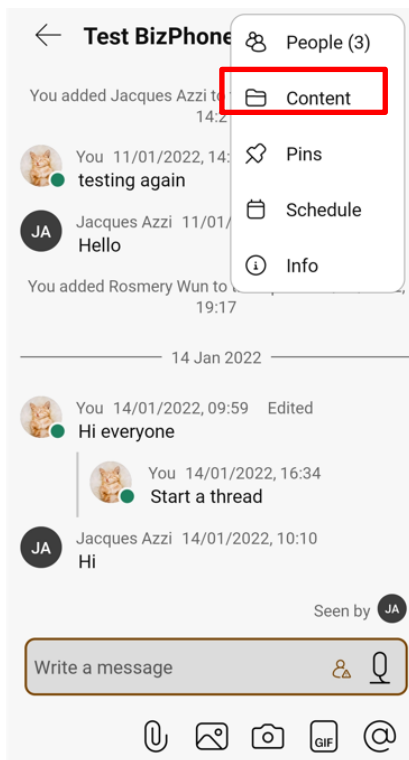 Test BizPhone
People (3)
Content
Pins
Schedule
Info
You added Jacques Azzi to
14:2
You 11/01/2022, 14:
testing again
JA
Jacques Azzi 11/01/
Hello
You added Rosmery Wun to
19:17
14 Jan 2022
You 14/01/2022, 09:59 Edited
Hi everyone
You 14/01/2022, 16:34
Start a thread
JA
Jacques Azzi 14/01/2022, 10:10
Hi
Seen by JA
Write a message
GIF